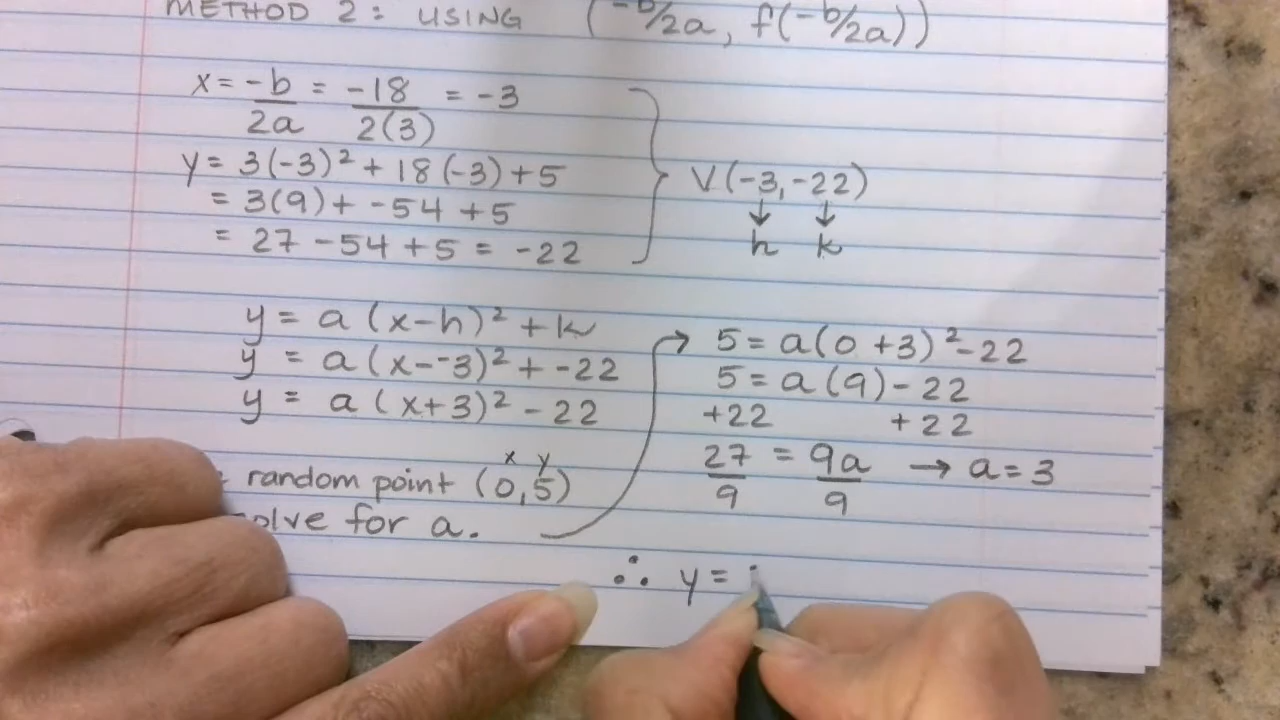 METHOD 2: USING (-b/2a, f(-b/2a))
x = -b/2a = -18/2(3) = -3
y = 3(-3)² + 18(-3) + 5
= 3(9) + -54 + 5
= 27 - 54 + 5 = -22
V(-3, -22)
↓ ↓
h k
y = a(x-h)² + k
y = a(x--3)² + -22
y = a(x+3)² - 22
x y
random point (0,5)
olve for a.
→ 5 = a(0+3)² - 22
5 = a(9) - 22
+22 +22
27/9 = 9a/9 → a = 3
∴ y =